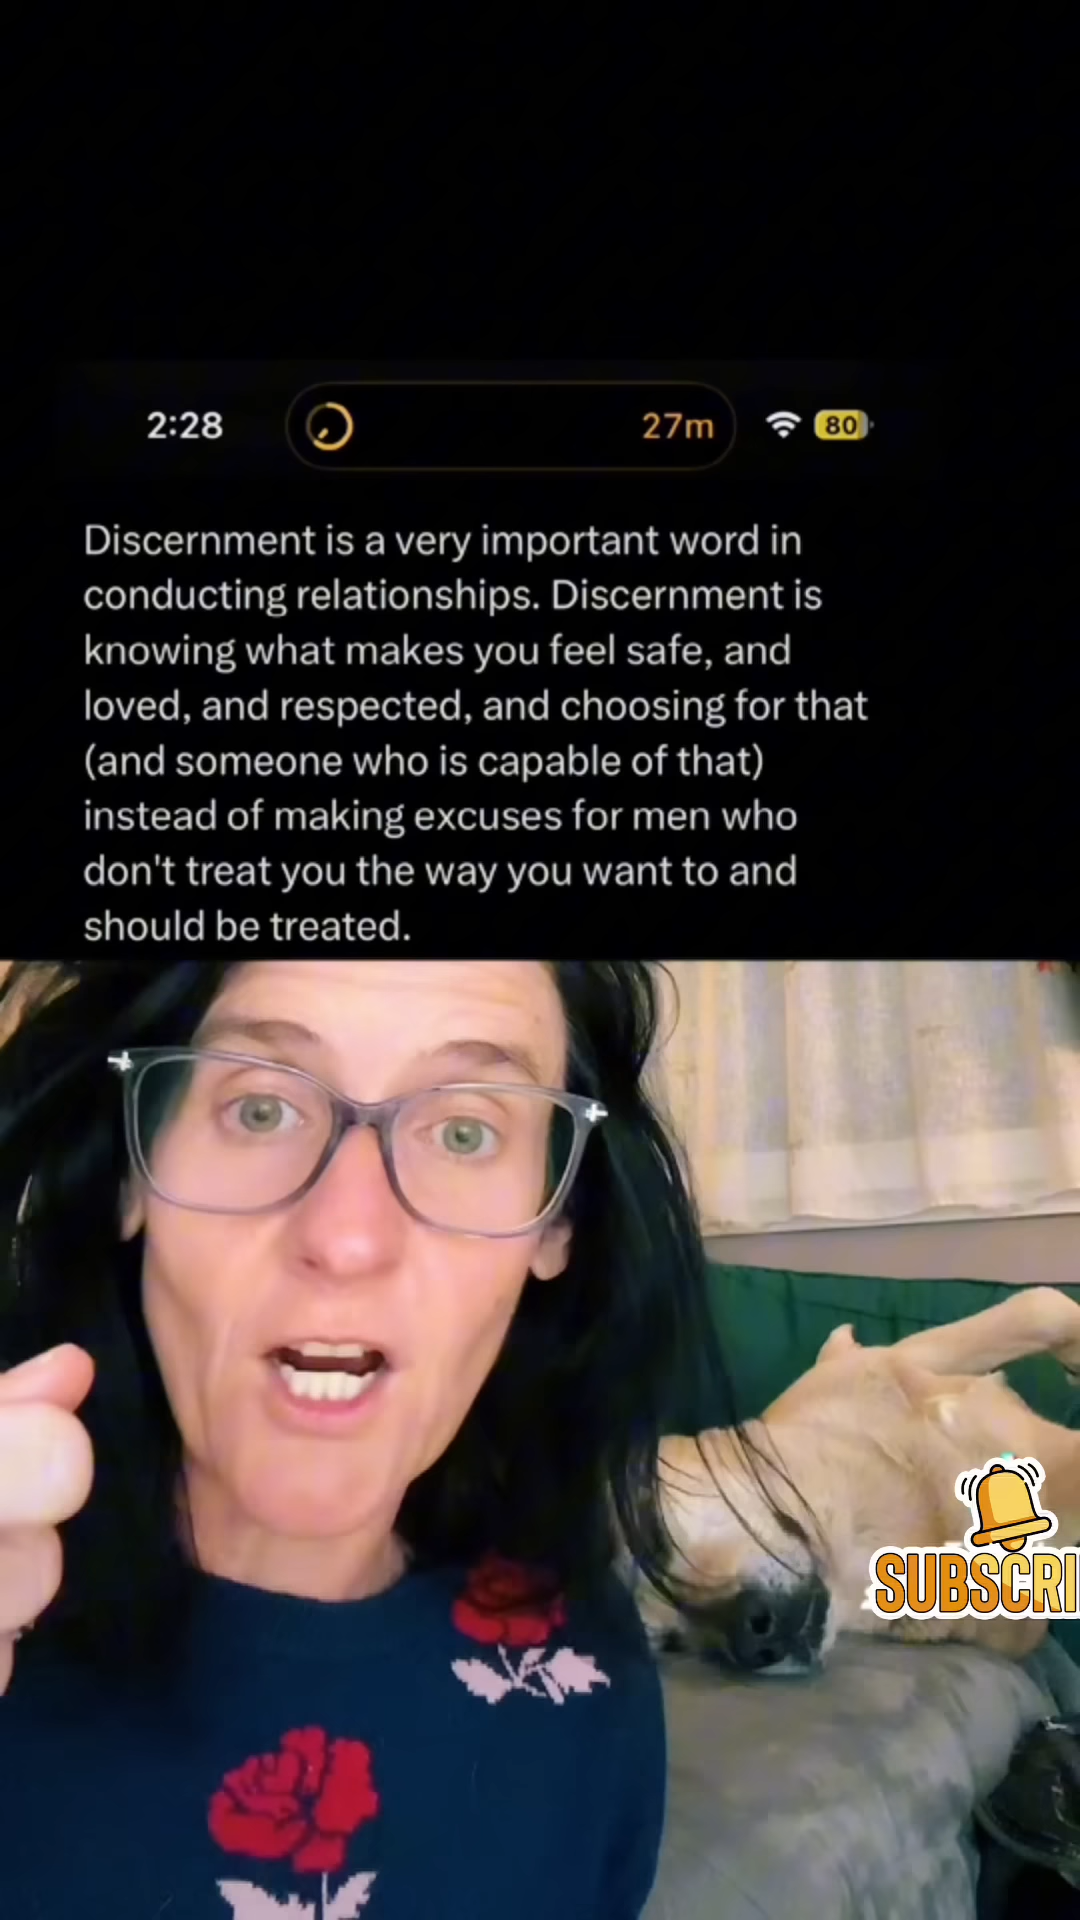 2:28 27m 80
Discernment is a very important word in
conducting relationships. Discernment is
knowing what makes you feel safe, and
loved, and respected, and choosing for that
(and someone who is capable of that)
instead of making excuses for men who
don't treat you the way you want to and
should be treated.
SUBSCRI